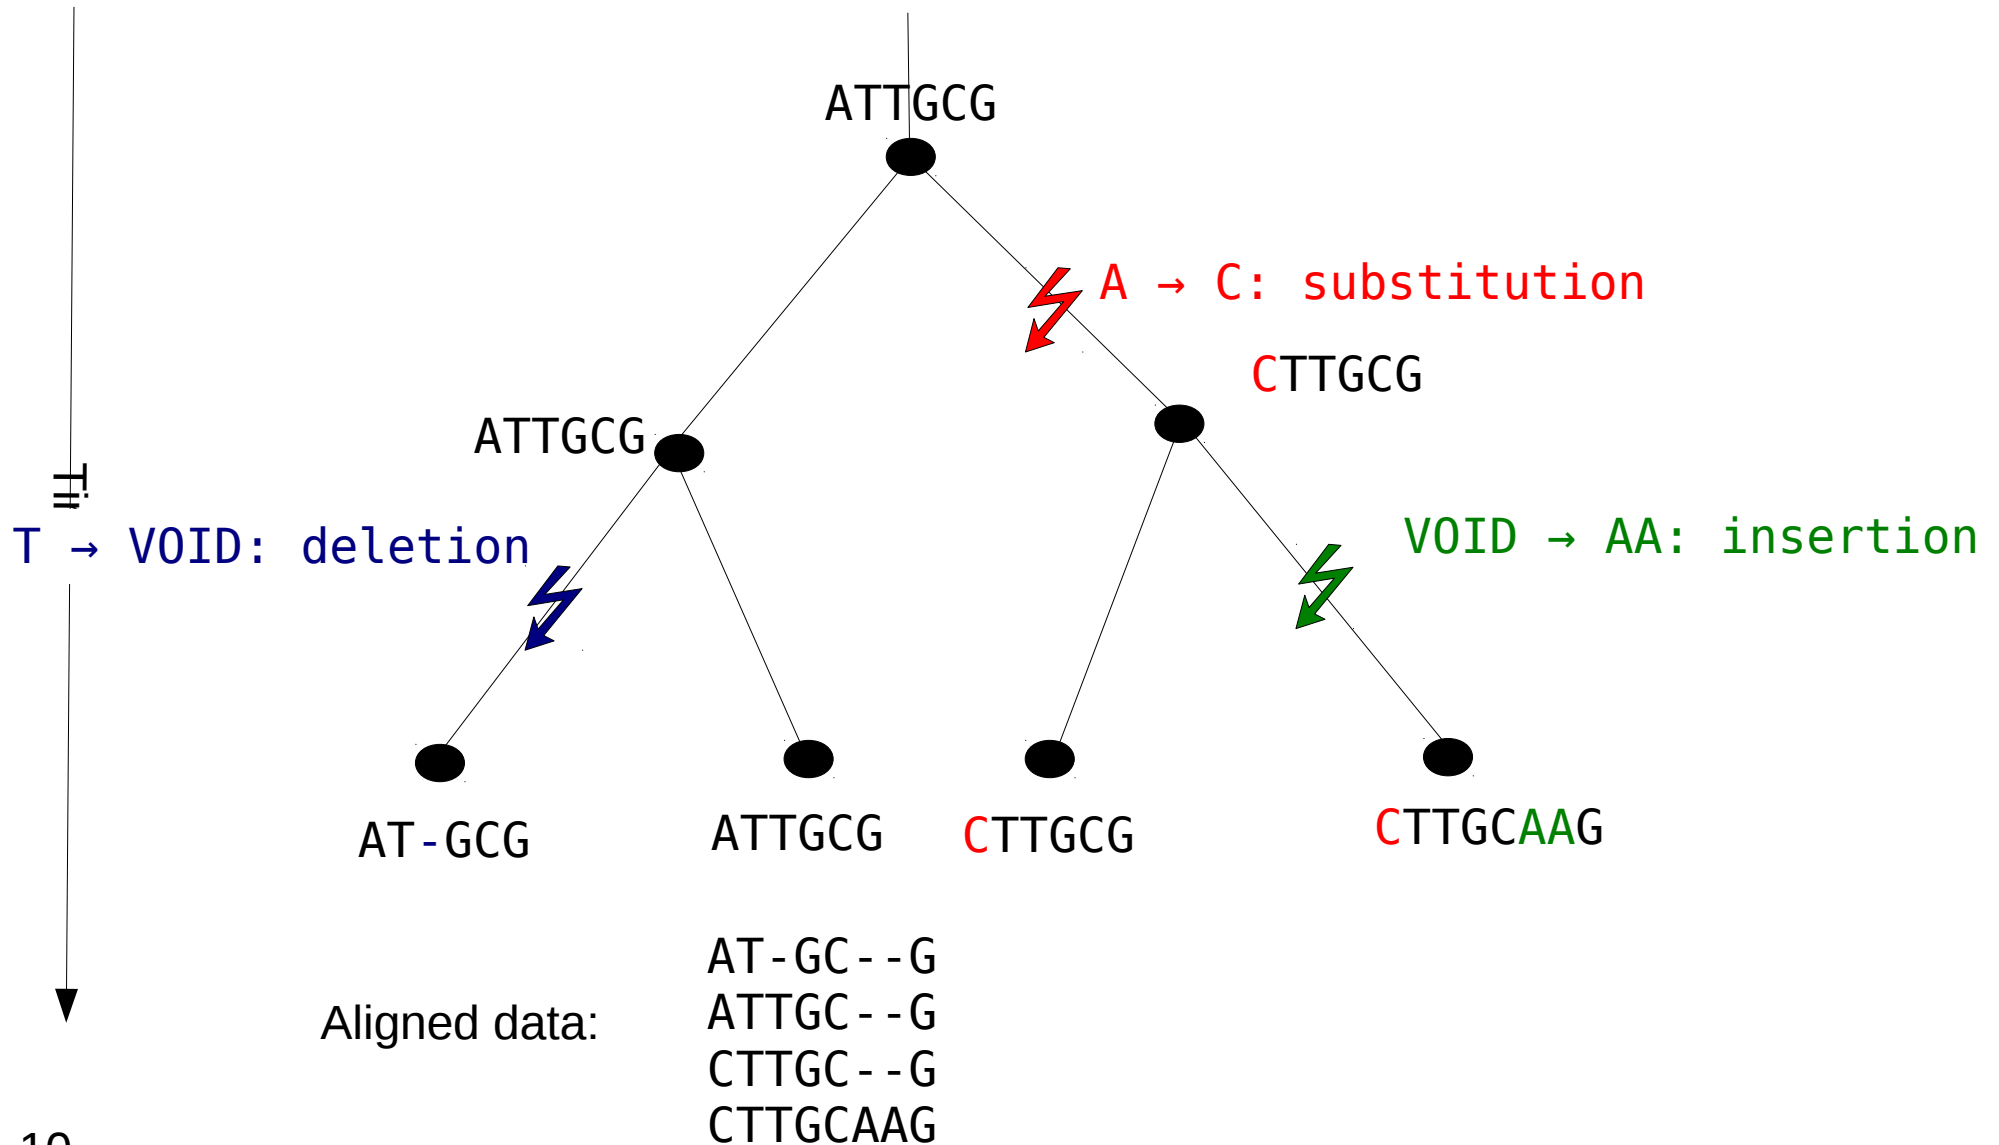 ATTGCG
A → C: substitution
CTTGCG
ATTGCG
T → VOID: deletion
VOID → AA: insertion
AT-GCG
ATTGCG
CTTGCG
CTTGCAAG
Aligned data:
AT-GC--G
ATTGC--G
CTTGC--G
CTTGCAAG